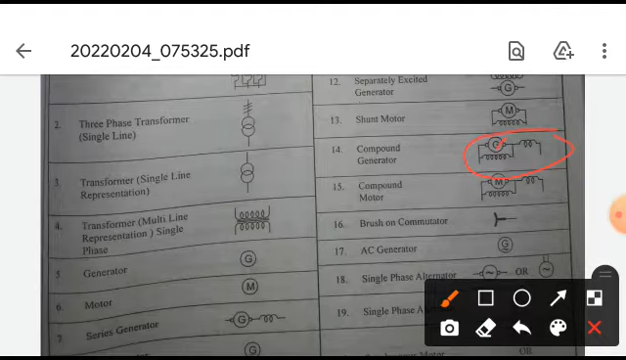 20220204_075325.pdf
2. Three Phase Transformer
(Single Line)
3. Transformer (Single Line
Representation)
4. Transformer (Multi Line
Representation ) Single
Phase
5. Generator
G
6. Motor
M
7. Series Generator
G
G
12. Separately Excited
Generator
G
13. Shunt Motor
M
14. Compound
Generator
G
15. Compound
Motor
M
16. Brush on Commutator
17. AC Generator
G
18. Single Phase Alternator
OR
19. Single Phase
Motor
OR